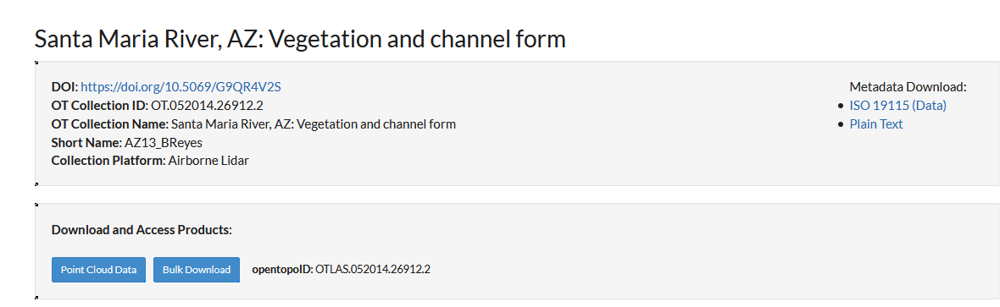 Santa Maria River, AZ: Vegetation and channel form
DOI: https://doi.org/10.5069/G9QR4V2S
OT Collection ID: OT.052014.26912.2
OT Collection Name: Santa Maria River, AZ: Vegetation and channel form
Short Name: AZ13_BReyes
Collection Platform: Airborne Lidar
Metadata Download:
• ISO 19115 (Data)
• Plain Text
Download and Access Products:
Point Cloud Data Bulk Download opentopoID: OTLAS.052014.26912.2